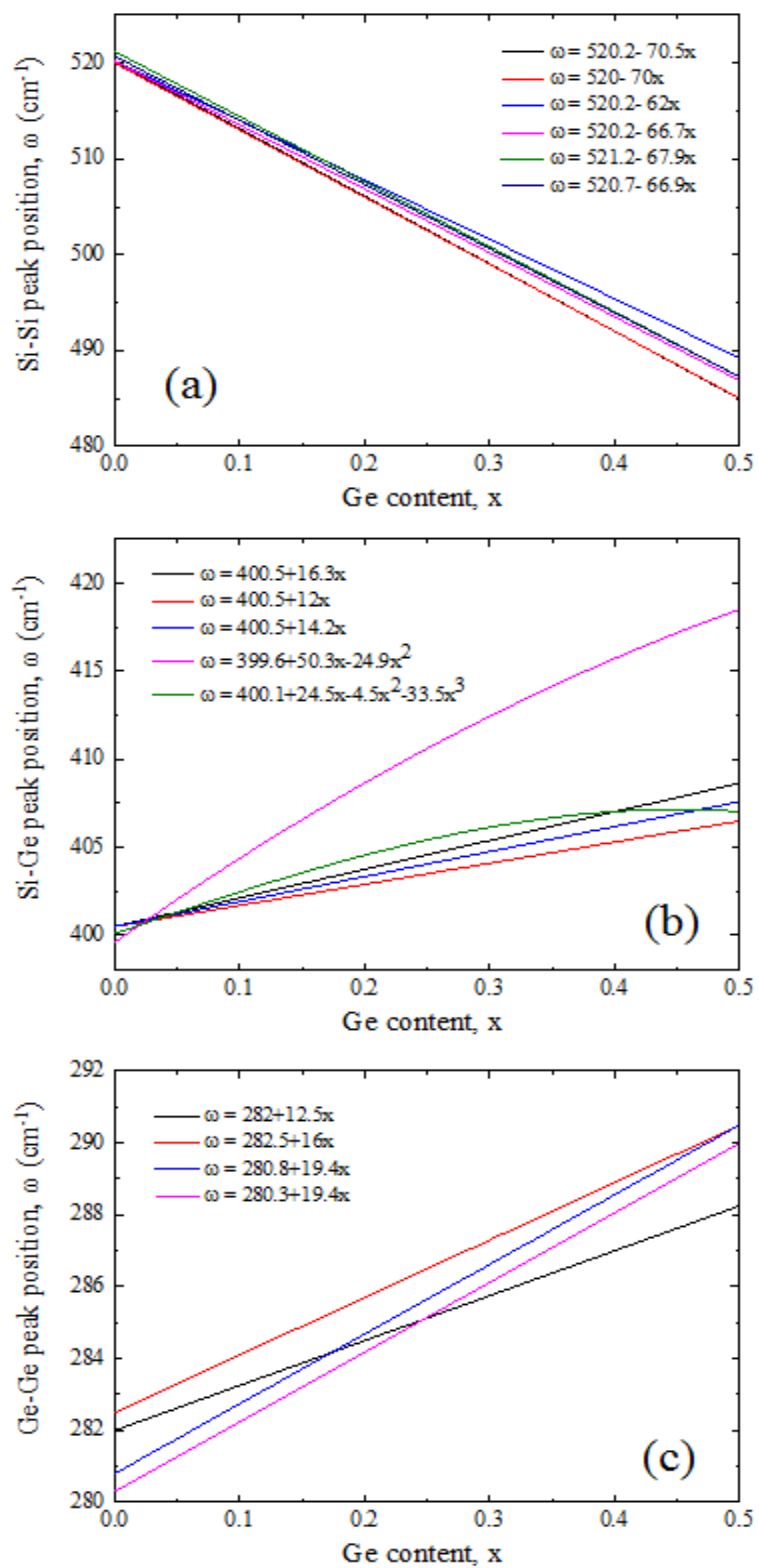 Si-Si peak position, ω (cm⁻¹)
520
510
500
490
480
ω = 520.2- 70.5x
ω = 520- 70x
ω = 520.2- 62x
ω = 520.2- 66.7x
ω = 521.2- 67.9x
ω = 520.7- 66.9x
(a)
0.0 0.1 0.2 0.3 0.4 0.5
Ge content, x
Si-Ge peak position, ω (cm⁻¹)
420
415
410
405
400
ω = 400.5+16.3x
ω = 400.5+12x
ω = 400.5+14.2x
ω = 399.6+50.3x-24.9x²
ω = 400.1+24.5x-4.5x²-33.5x³
(b)
0.0 0.1 0.2 0.3 0.4 0.5
Ge content, x
Ge-Ge peak position, ω (cm⁻¹)
292
290
288
286
284
282
280
ω = 282+12.5x
ω = 282.5+16x
ω = 280.8+19.4x
ω = 280.3+19.4x
(c)
0.0 0.1 0.2 0.3 0.4 0.5
Ge content, x